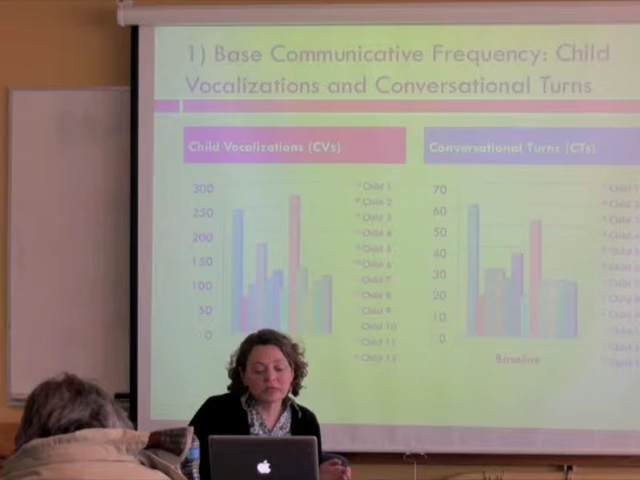 1) Base Communicative Frequency: Child
Vocalizations and Conversational Turns
Child Vocalizations (CVs)
Conversational Turns (CTs)
300
250
200
150
100
50
0
Child 1
Child 2
Child 3
Child 4
Child 5
Child 6
Child 7
Child 8
Child 9
Child 10
Child 11
70
60
50
40
30
20
10
0
Baseline